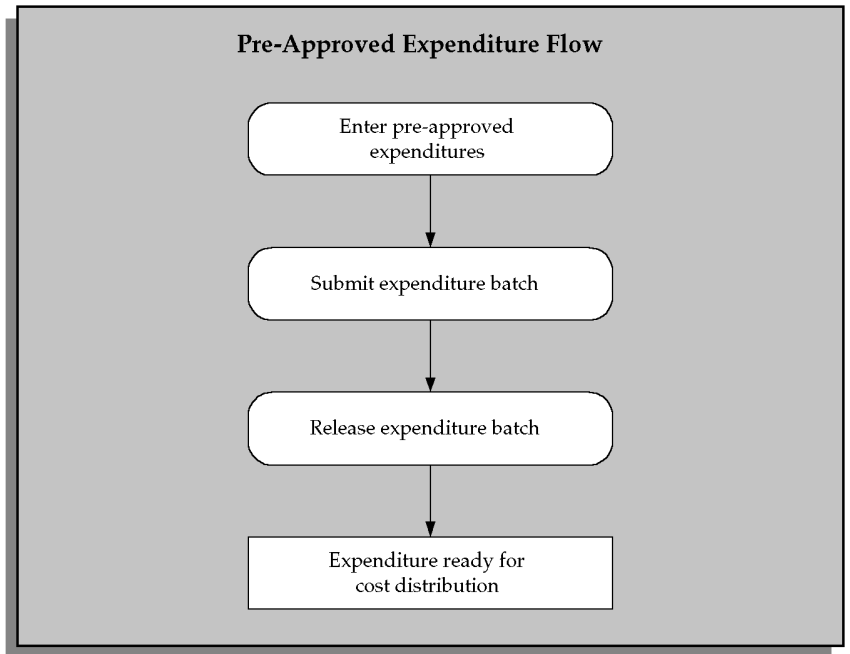 Pre-Approved Expenditure Flow
Enter pre-approved
expenditures
Submit expenditure batch
Release expenditure batch
Expenditure ready for
cost distribution